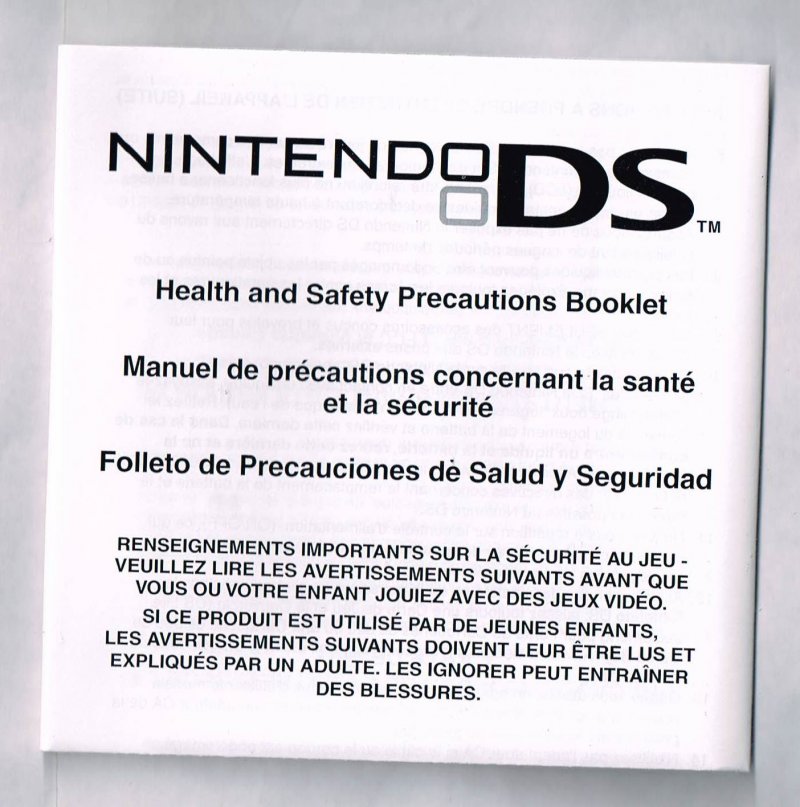 NINTENDO DS™
Health and Safety Precautions Booklet
Manuel de précautions concernant la santé
et la sécurité
Folleto de Precauciones de Salud y Seguridad
RENSEIGNEMENTS IMPORTANTS SUR LA SÉCURITÉ AU JEU -
VEUILLEZ LIRE LES AVERTISSEMENTS SUIVANTS AVANT QUE
VOUS OU VOTRE ENFANT JOUIEZ AVEC DES JEUX VIDÉO.
SI CE PRODUIT EST UTILISÉ PAR DE JEUNES ENFANTS,
LES AVERTISSEMENTS SUIVANTS DOIVENT LEUR ÊTRE LUS ET
EXPLIQUÉS PAR UN ADULTE. LES IGNORER PEUT ENTRAÎNER
DES BLESSURES.